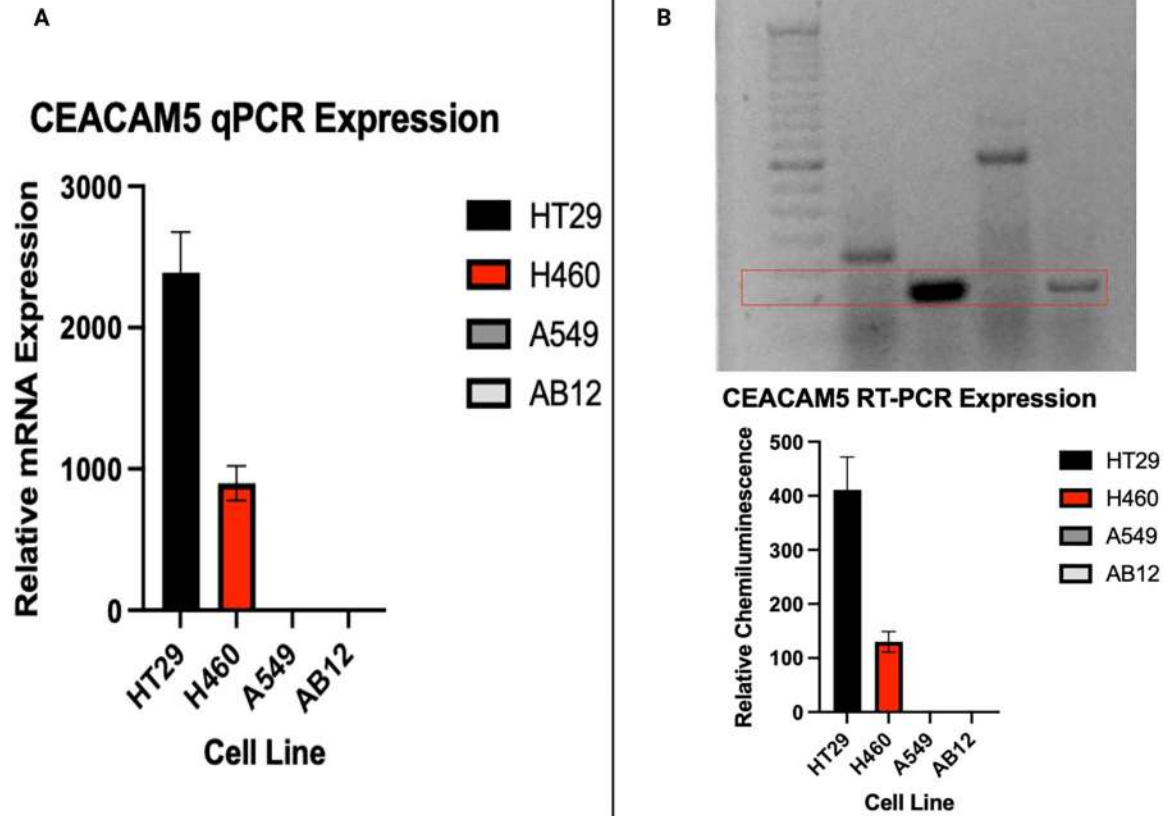 A
CEACAM5 qPCR Expression
Relative mRNA Expression
3000
2000
1000
0
HT29
H460
A549
AB12
Cell Line
HT29
H460
A549
AB12
B
CEACAM5 RT-PCR Expression
Relative Chemiluminescence
500
400
300
200
100
0
HT29
H460
A549
AB12
Cell Line
HT29
H460
A549
AB12